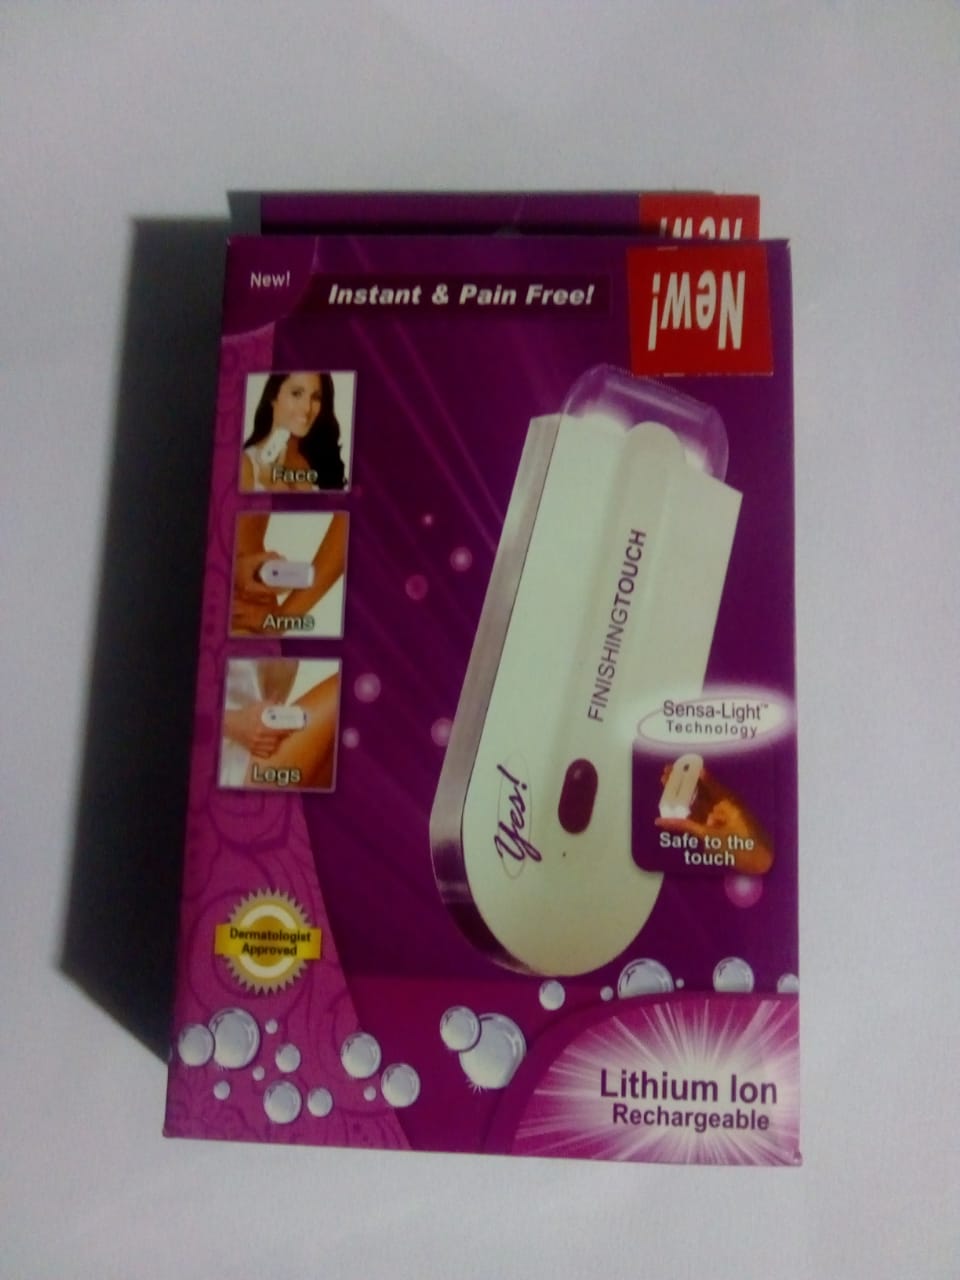 New!
New!
Instant & Pain Free!
New!
Face
Arms
Legs
FINISHINGTOUCH
Yes!
Sensa-Light™
Technology
Safe to the
touch
Dermatologist
Approved
Lithium Ion
Rechargeable